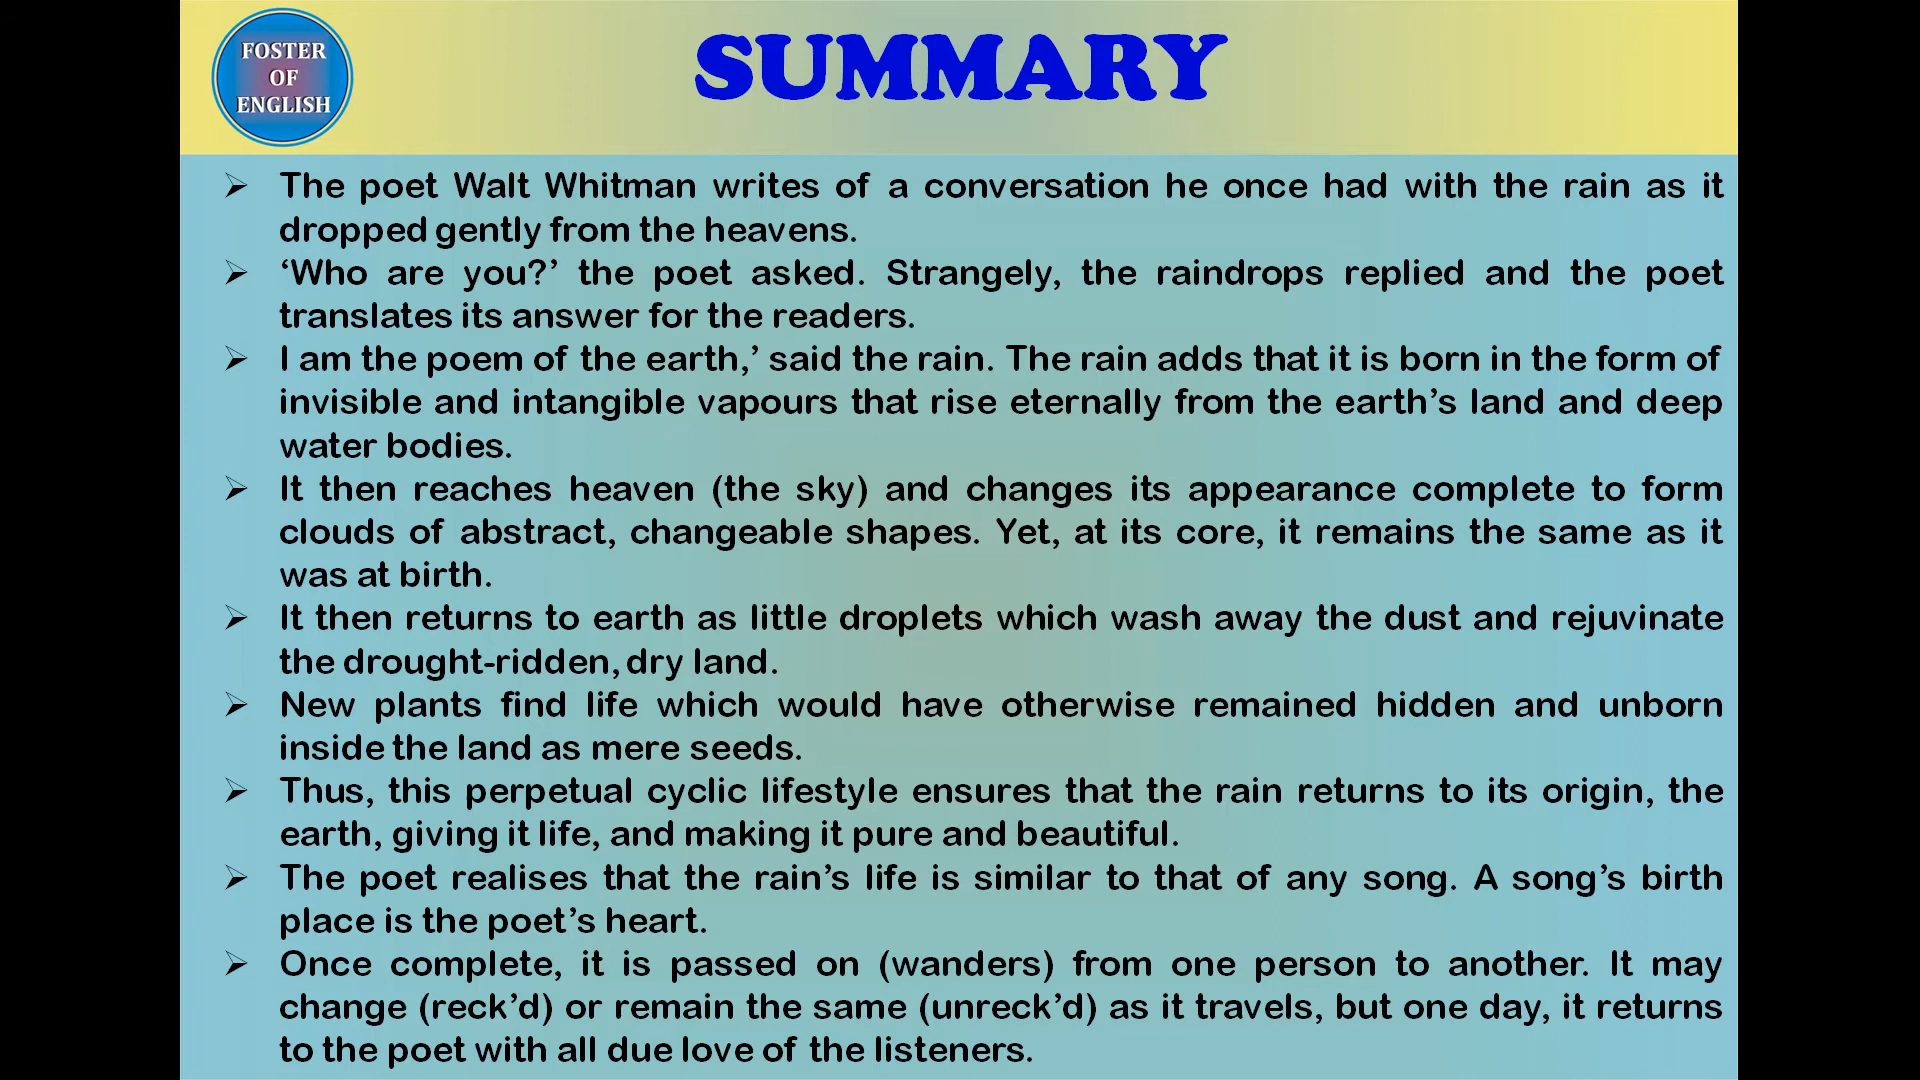 FOSTER
OF
ENGLISH
SUMMARY
➢ The poet Walt Whitman writes of a conversation he once had with the rain as it
dropped gently from the heavens.
➢ ‘Who are you?’ the poet asked. Strangely, the raindrops replied and the poet
translates its answer for the readers.
➢ I am the poem of the earth,’ said the rain. The rain adds that it is born in the form of
invisible and intangible vapours that rise eternally from the earth’s land and deep
water bodies.
➢ It then reaches heaven (the sky) and changes its appearance complete to form
clouds of abstract, changeable shapes. Yet, at its core, it remains the same as it
was at birth.
➢ It then returns to earth as little droplets which wash away the dust and rejuvinate
the drought-ridden, dry land.
➢ New plants find life which would have otherwise remained hidden and unborn
inside the land as mere seeds.
➢ Thus, this perpetual cyclic lifestyle ensures that the rain returns to its origin, the
earth, giving it life, and making it pure and beautiful.
➢ The poet realises that the rain’s life is similar to that of any song. A song’s birth
place is the poet’s heart.
➢ Once complete, it is passed on (wanders) from one person to another. It may
change (reck’d) or remain the same (unreck’d) as it travels, but one day, it returns
to the poet with all due love of the listeners.